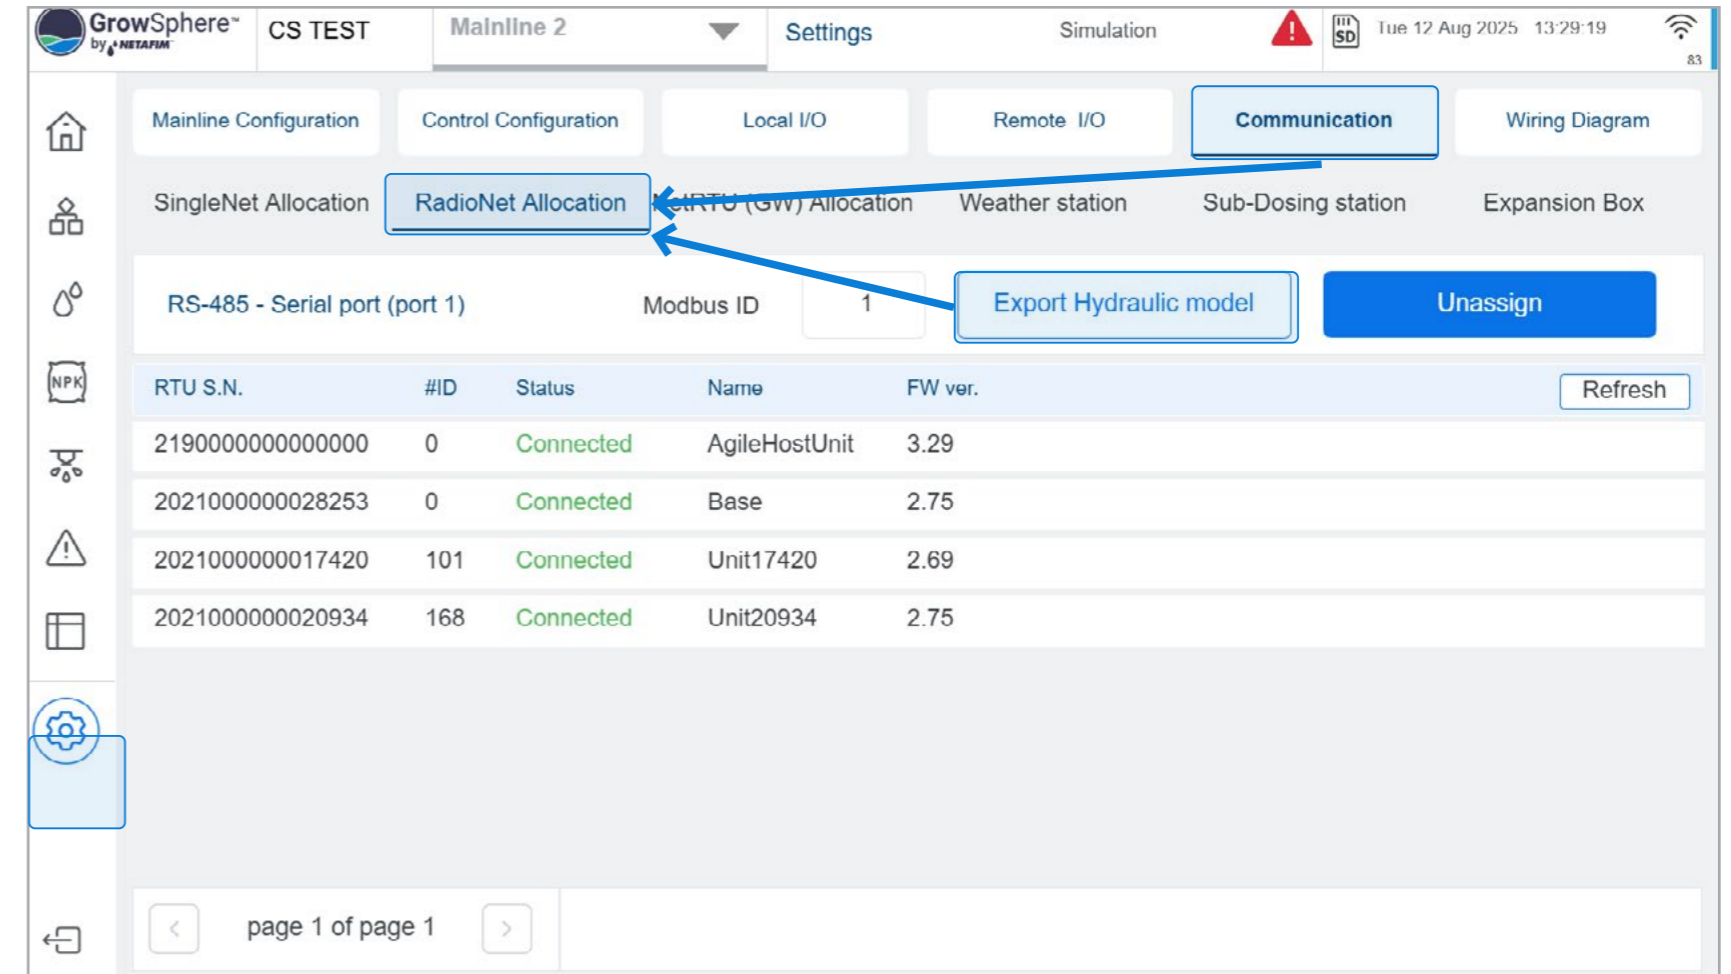 GrowSphere™
by NETAFIM
CS TEST
Mainline 2
Settings
Simulation
SD
Tue 12 Aug 2025 13:29:19
83
Mainline Configuration
Control Configuration
Local I/O
Remote I/O
Communication
Wiring Diagram
SingleNet Allocation
RadioNet Allocation
NetRTU (GW) Allocation
Weather station
Sub-Dosing station
Expansion Box
RS-485 - Serial port (port 1)
Modbus ID
1
Export Hydraulic model
Unassign
NPK
RTU S.N. #ID Status Name FW ver.
Refresh
2190000000000000 0 Connected AgileHostUnit 3.29
2021000000028253 0 Connected Base 2.75
2021000000017420 101 Connected Unit17420 2.69
2021000000020934 168 Connected Unit20934 2.75
< page 1 of page 1 >